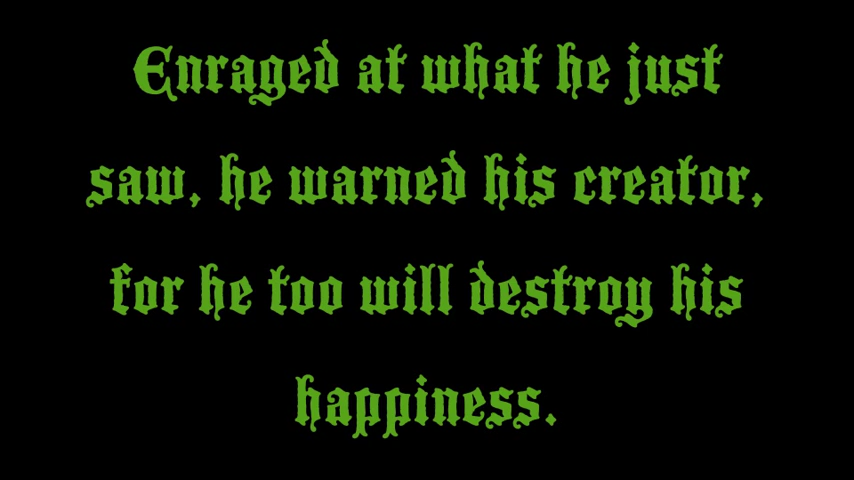 Enraged at what he just
saw, he warned his creator,
for he too will destroy his
happiness.